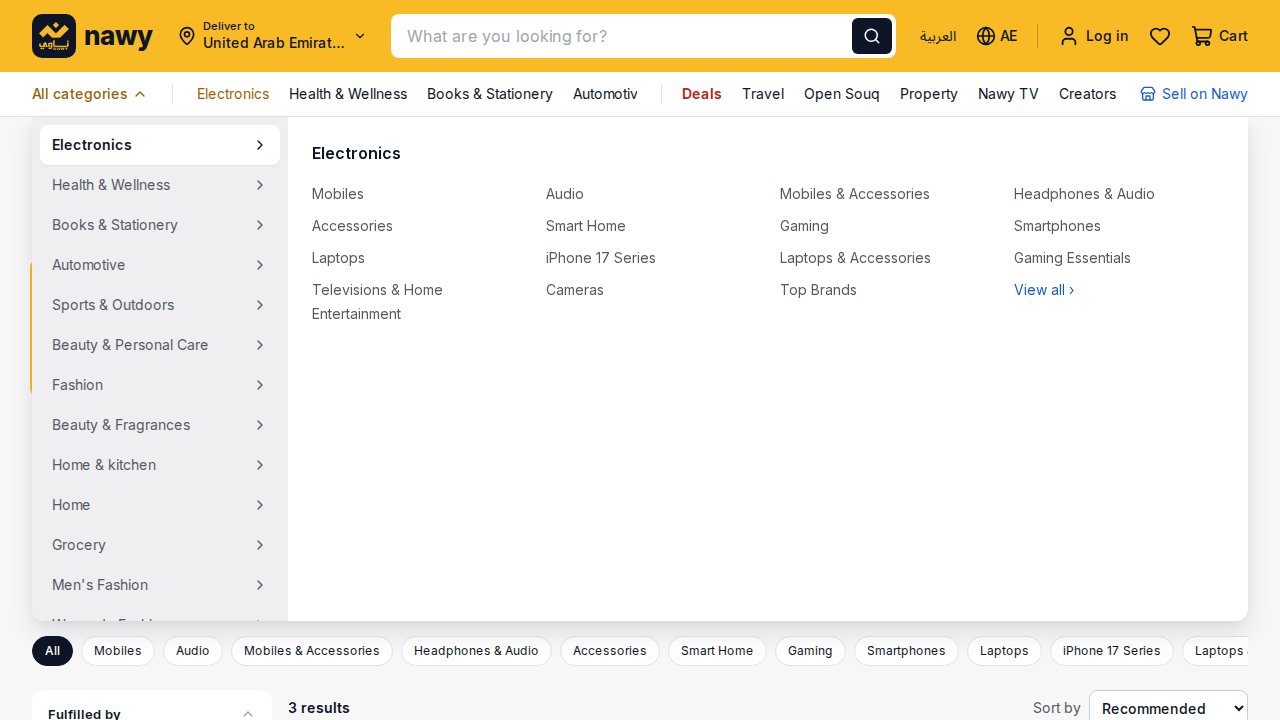 نـاوي
NAWY
nawy
Deliver to
United Arab Emirat...
What are you looking for?
العربية
AE
Log in
Cart
All categories
Electronics
Health & Wellness
Books & Stationery
Automotiv
Deals
Travel
Open Souq
Property
Nawy TV
Creators
Sell on Nawy
Electronics
Health & Wellness
Books & Stationery
Automotive
Sports & Outdoors
Beauty & Personal Care
Fashion
Beauty & Fragrances
Home & kitchen
Home
Grocery
Men's Fashion
Electronics
Mobiles
Audio
Mobiles & Accessories
Headphones & Audio
Accessories
Smart Home
Gaming
Smartphones
Laptops
iPhone 17 Series
Laptops & Accessories
Gaming Essentials
Televisions & Home
Entertainment
Cameras
Top Brands
View all ›
All
Mobiles
Audio
Mobiles & Accessories
Headphones & Audio
Accessories
Smart Home
Gaming
Smartphones
Laptops
iPhone 17 Series
Laptops
Fulfilled by
3 results
Sort by
Recommended